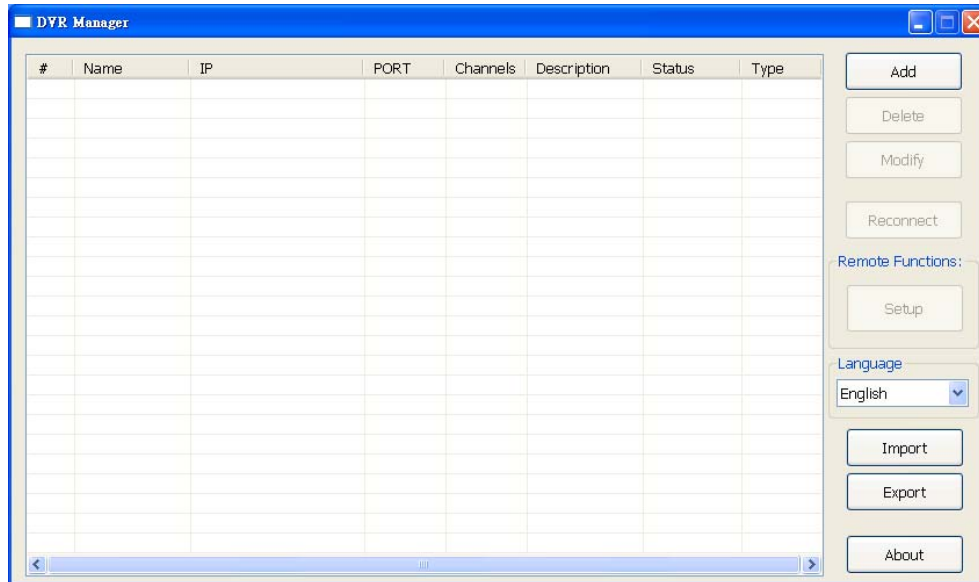 DVR Manager
# Name IP PORT Channels Description Status Type
Add
Delete
Modify
Reconnect
Remote Functions:
Setup
Language
English
Import
Export
About